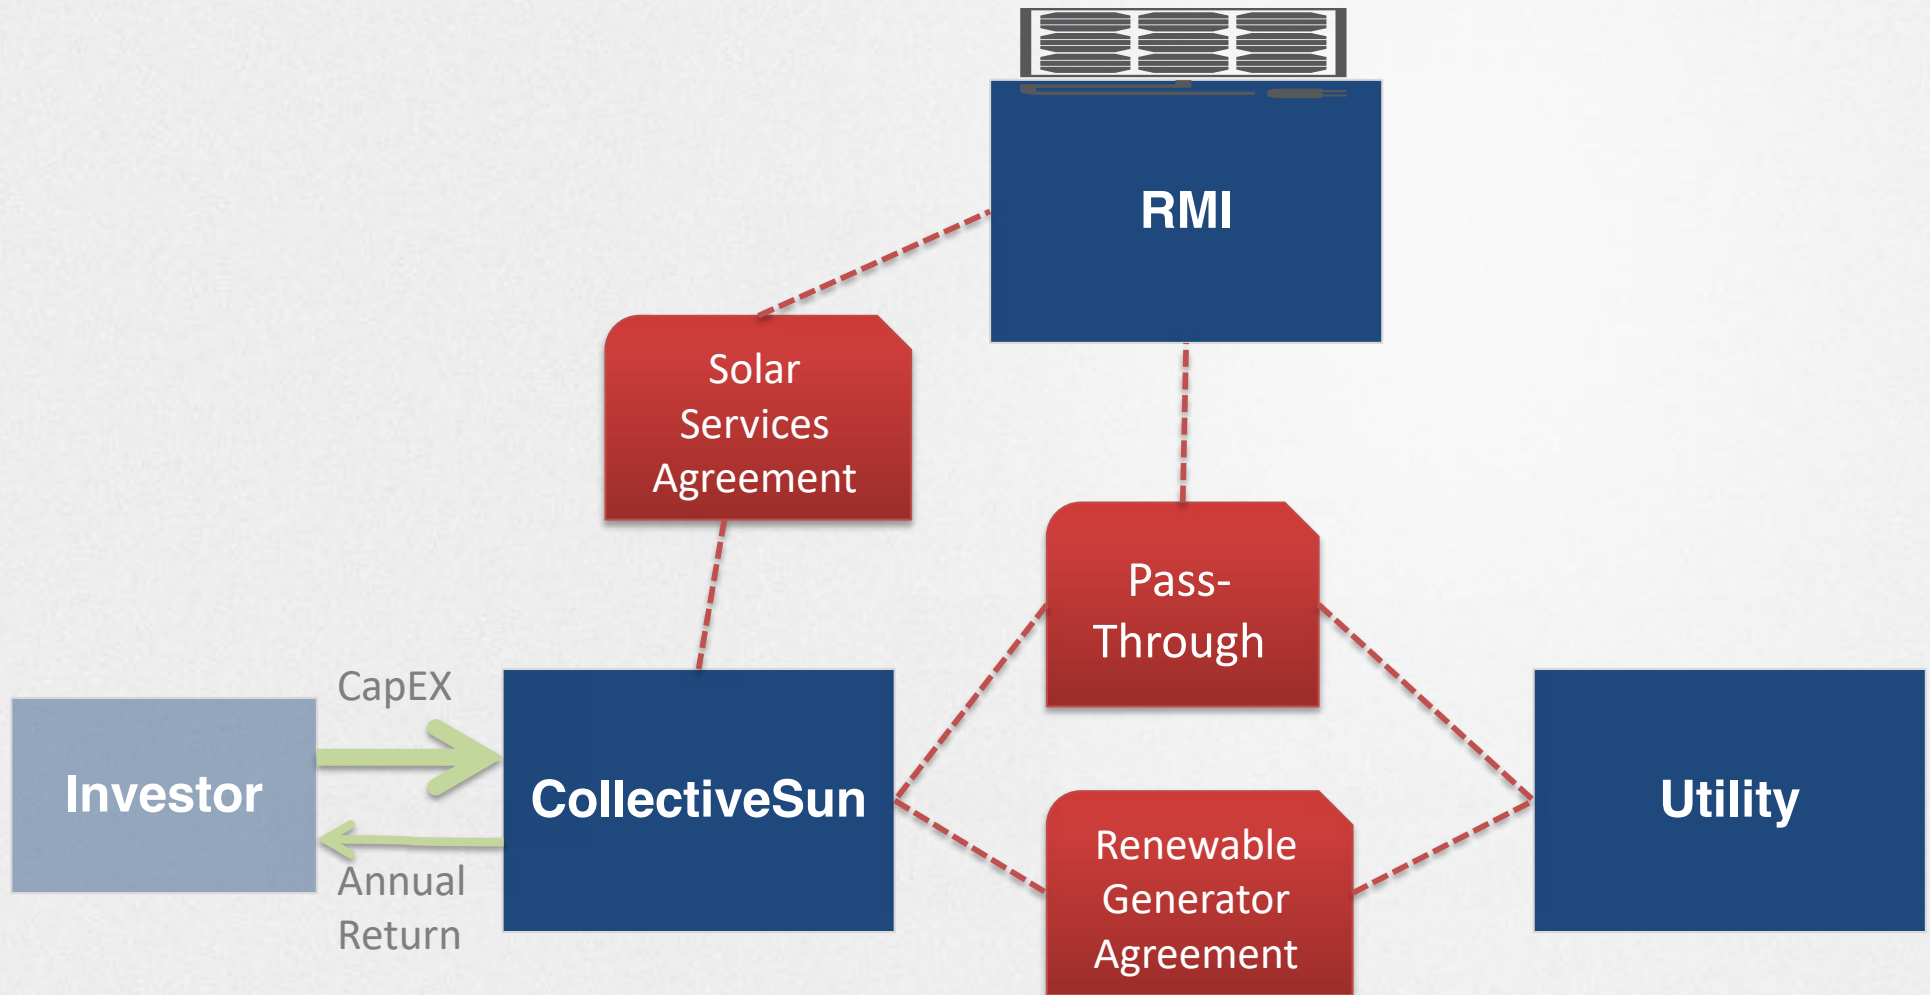 RMI
Solar
Services
Agreement
Pass-
Through
CapEX
Investor
CollectiveSun
Utility
Annual
Return
Renewable
Generator
Agreement